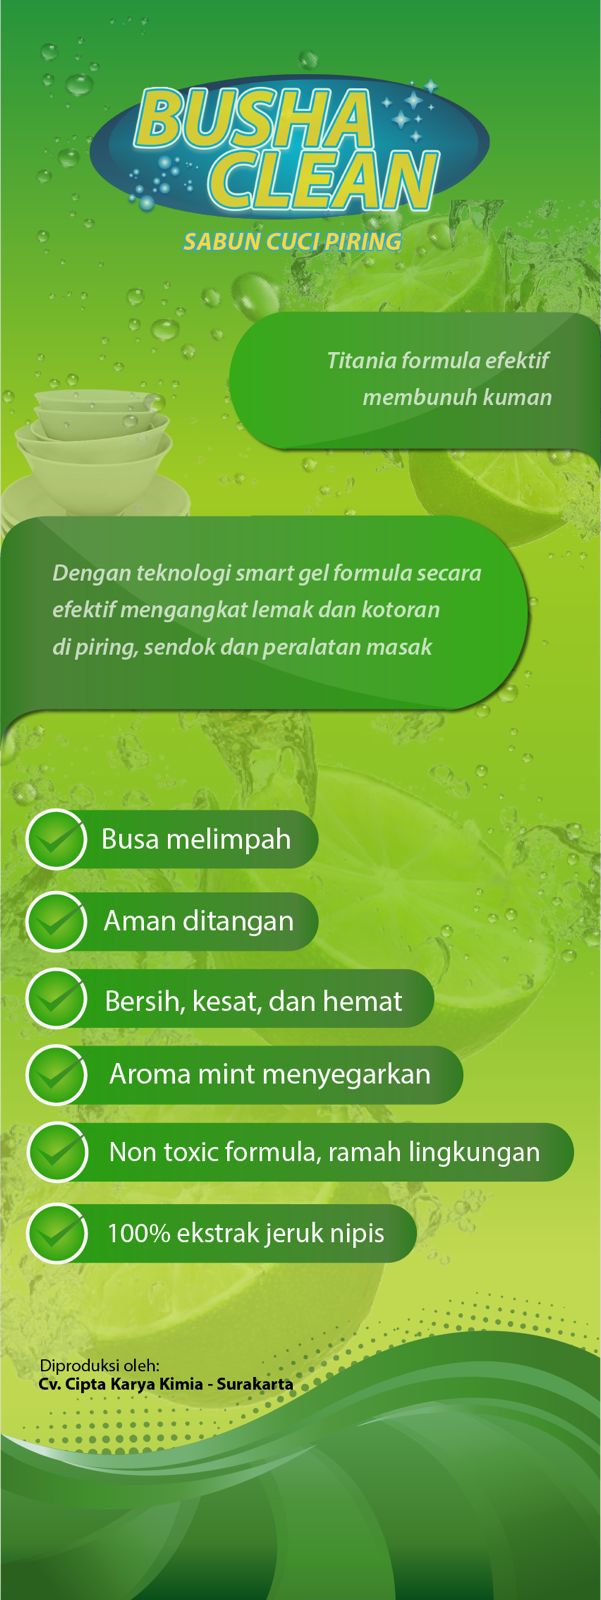 BUSHA
CLEAN
SABUN CUCI PIRING
Titania formula efektif
membunuh kuman
Dengan teknologi smart gel formula secara
efektif mengangkat lemak dan kotoran
di piring, sendok dan peralatan masak
Busa melimpah
Aman ditangan
Bersih, kesat, dan hemat
Aroma mint menyegarkan
Non toxic formula, ramah lingkungan
100% ekstrak jeruk nipis
Diproduksi oleh:
Cv. Cipta Karya Kimia - Surakarta